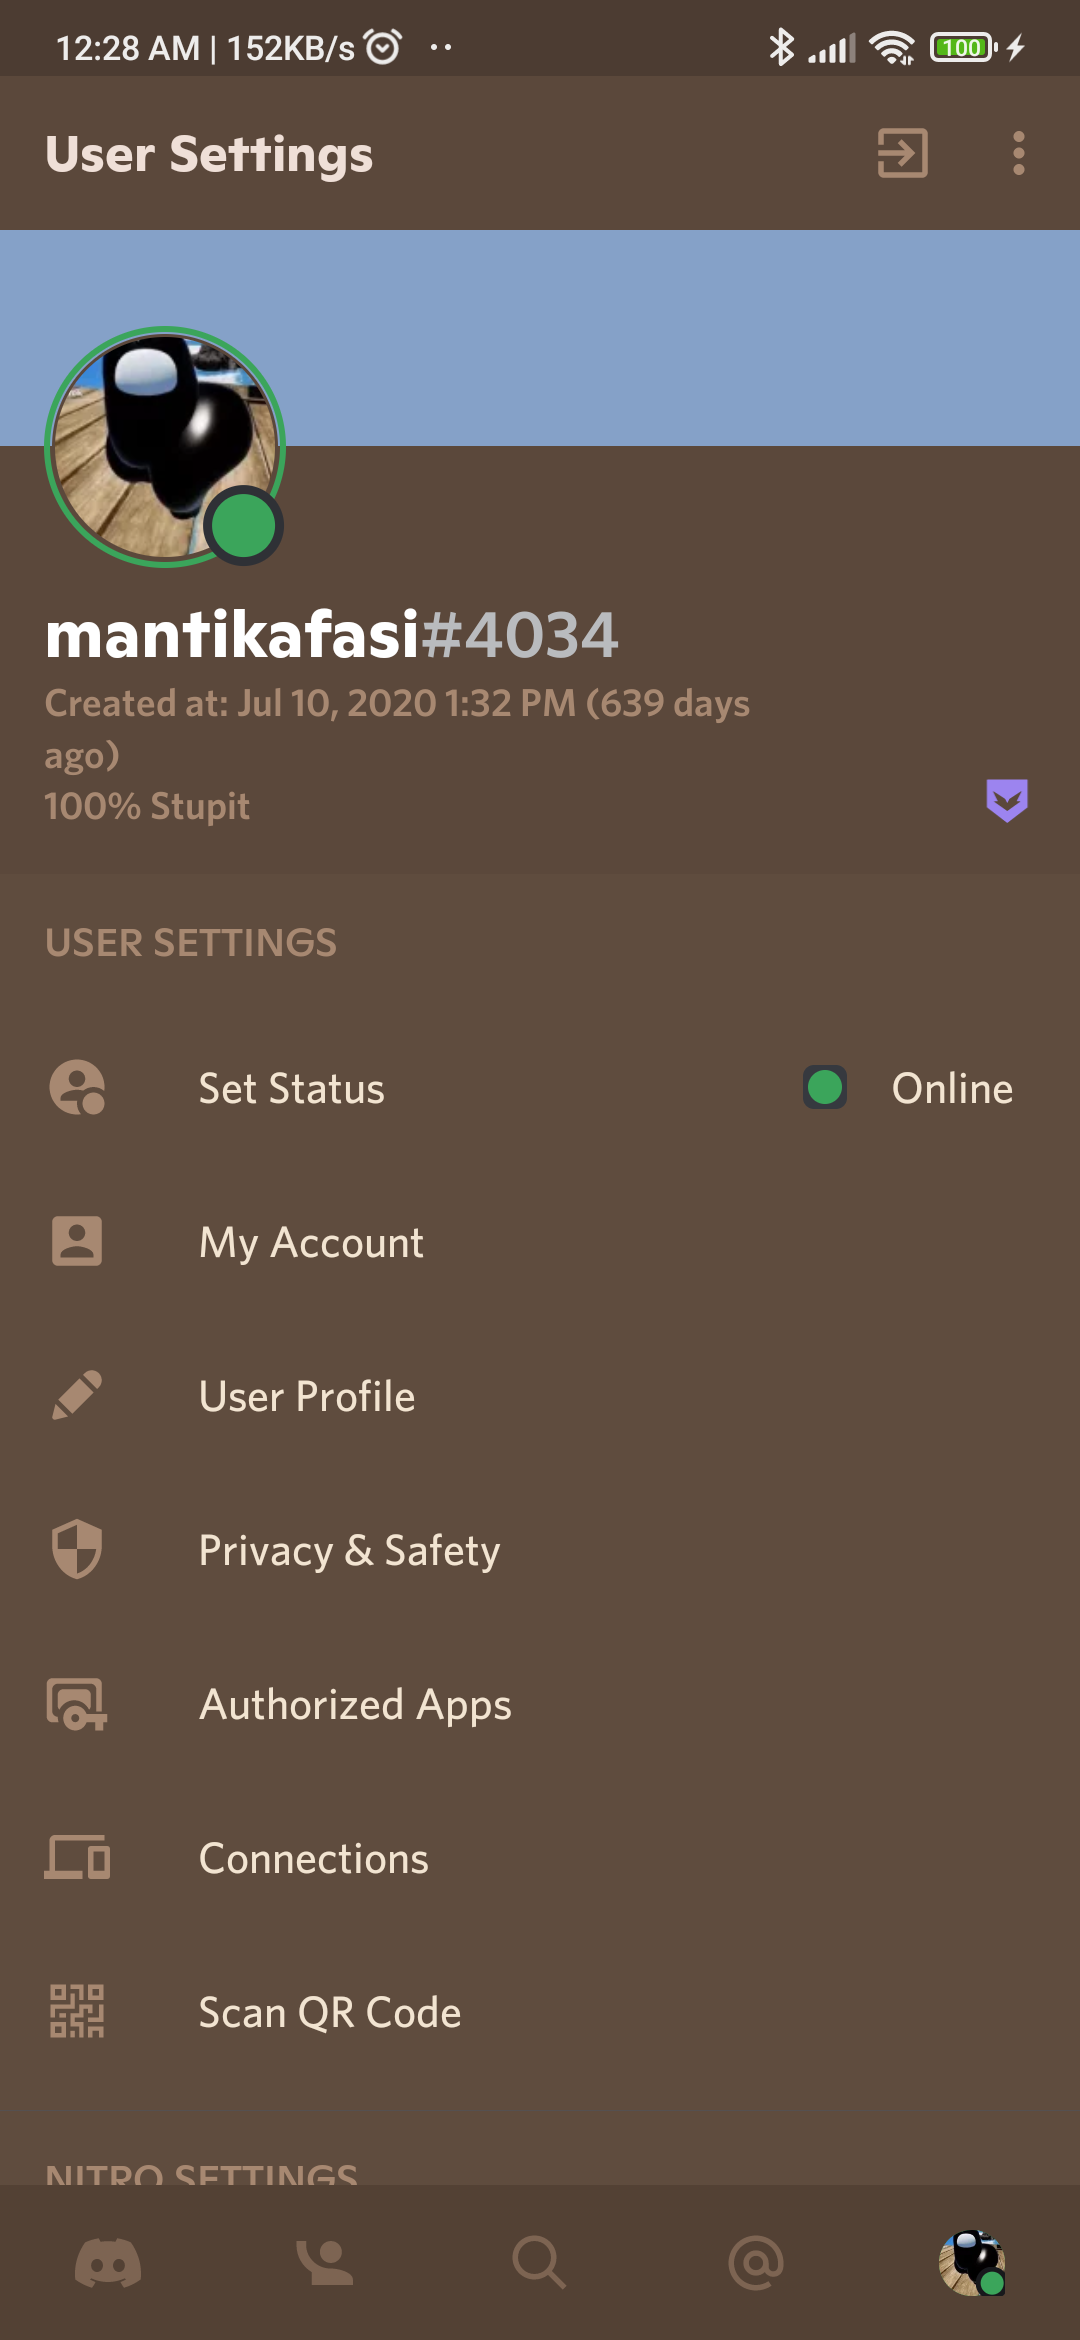 12:28 AM | 152KB/s
100
User Settings
mantikafasi#4034
Created at: Jul 10, 2020 1:32 PM (639 days
ago)
100% Stupit
USER SETTINGS
Set Status Online
My Account
User Profile
Privacy & Safety
Authorized Apps
Connections
Scan QR Code
NITRO SETTINGS